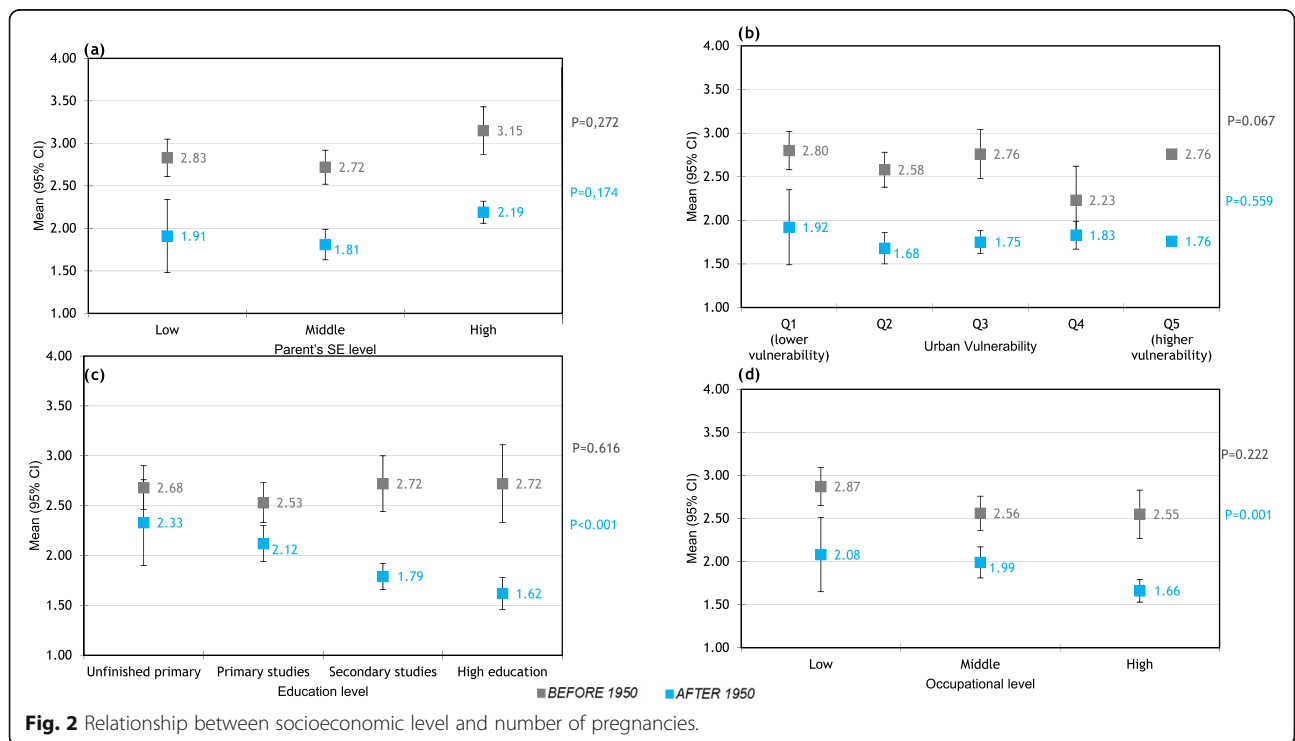 (a)
4.00
3.50
3.00
2.50
2.00
1.50
1.00
Mean (95% CI)
2.83
2.72
3.15
1.91
1.81
2.19
P=0,272
P=0,174
Low Middle High
Parent's SE level
(b)
4.00
3.50
3.00
2.50
2.00
1.50
1.00
Mean (95% CI)
2.80
2.58
2.76
2.23
2.76
1.92
1.68
1.75
1.83
1.76
P=0.067
P=0.559
Q1 Q2 Q3 Q4 Q5
(lower (higher
vulnerability) Urban Vulnerability vulnerability)
(c)
4.00
3.50
3.00
2.50
2.00
1.50
1.00
Mean (95% CI)
2.68
2.53
2.72
2.72
2.33
2.12
1.79
1.62
P=0.616
P<0.001
Unfinished primary Primary studies Secondary studies High education
Education level
(d)
4.00
3.50
3.00
2.50
2.00
1.50
1.00
Mean (95% CI)
2.87
2.56
2.55
2.08
1.99
1.66
P=0.222
P=0.001
Low Middle High
Occupational level
BEFORE 1950 AFTER 1950
Fig. 2 Relationship between socioeconomic level and number of pregnancies.